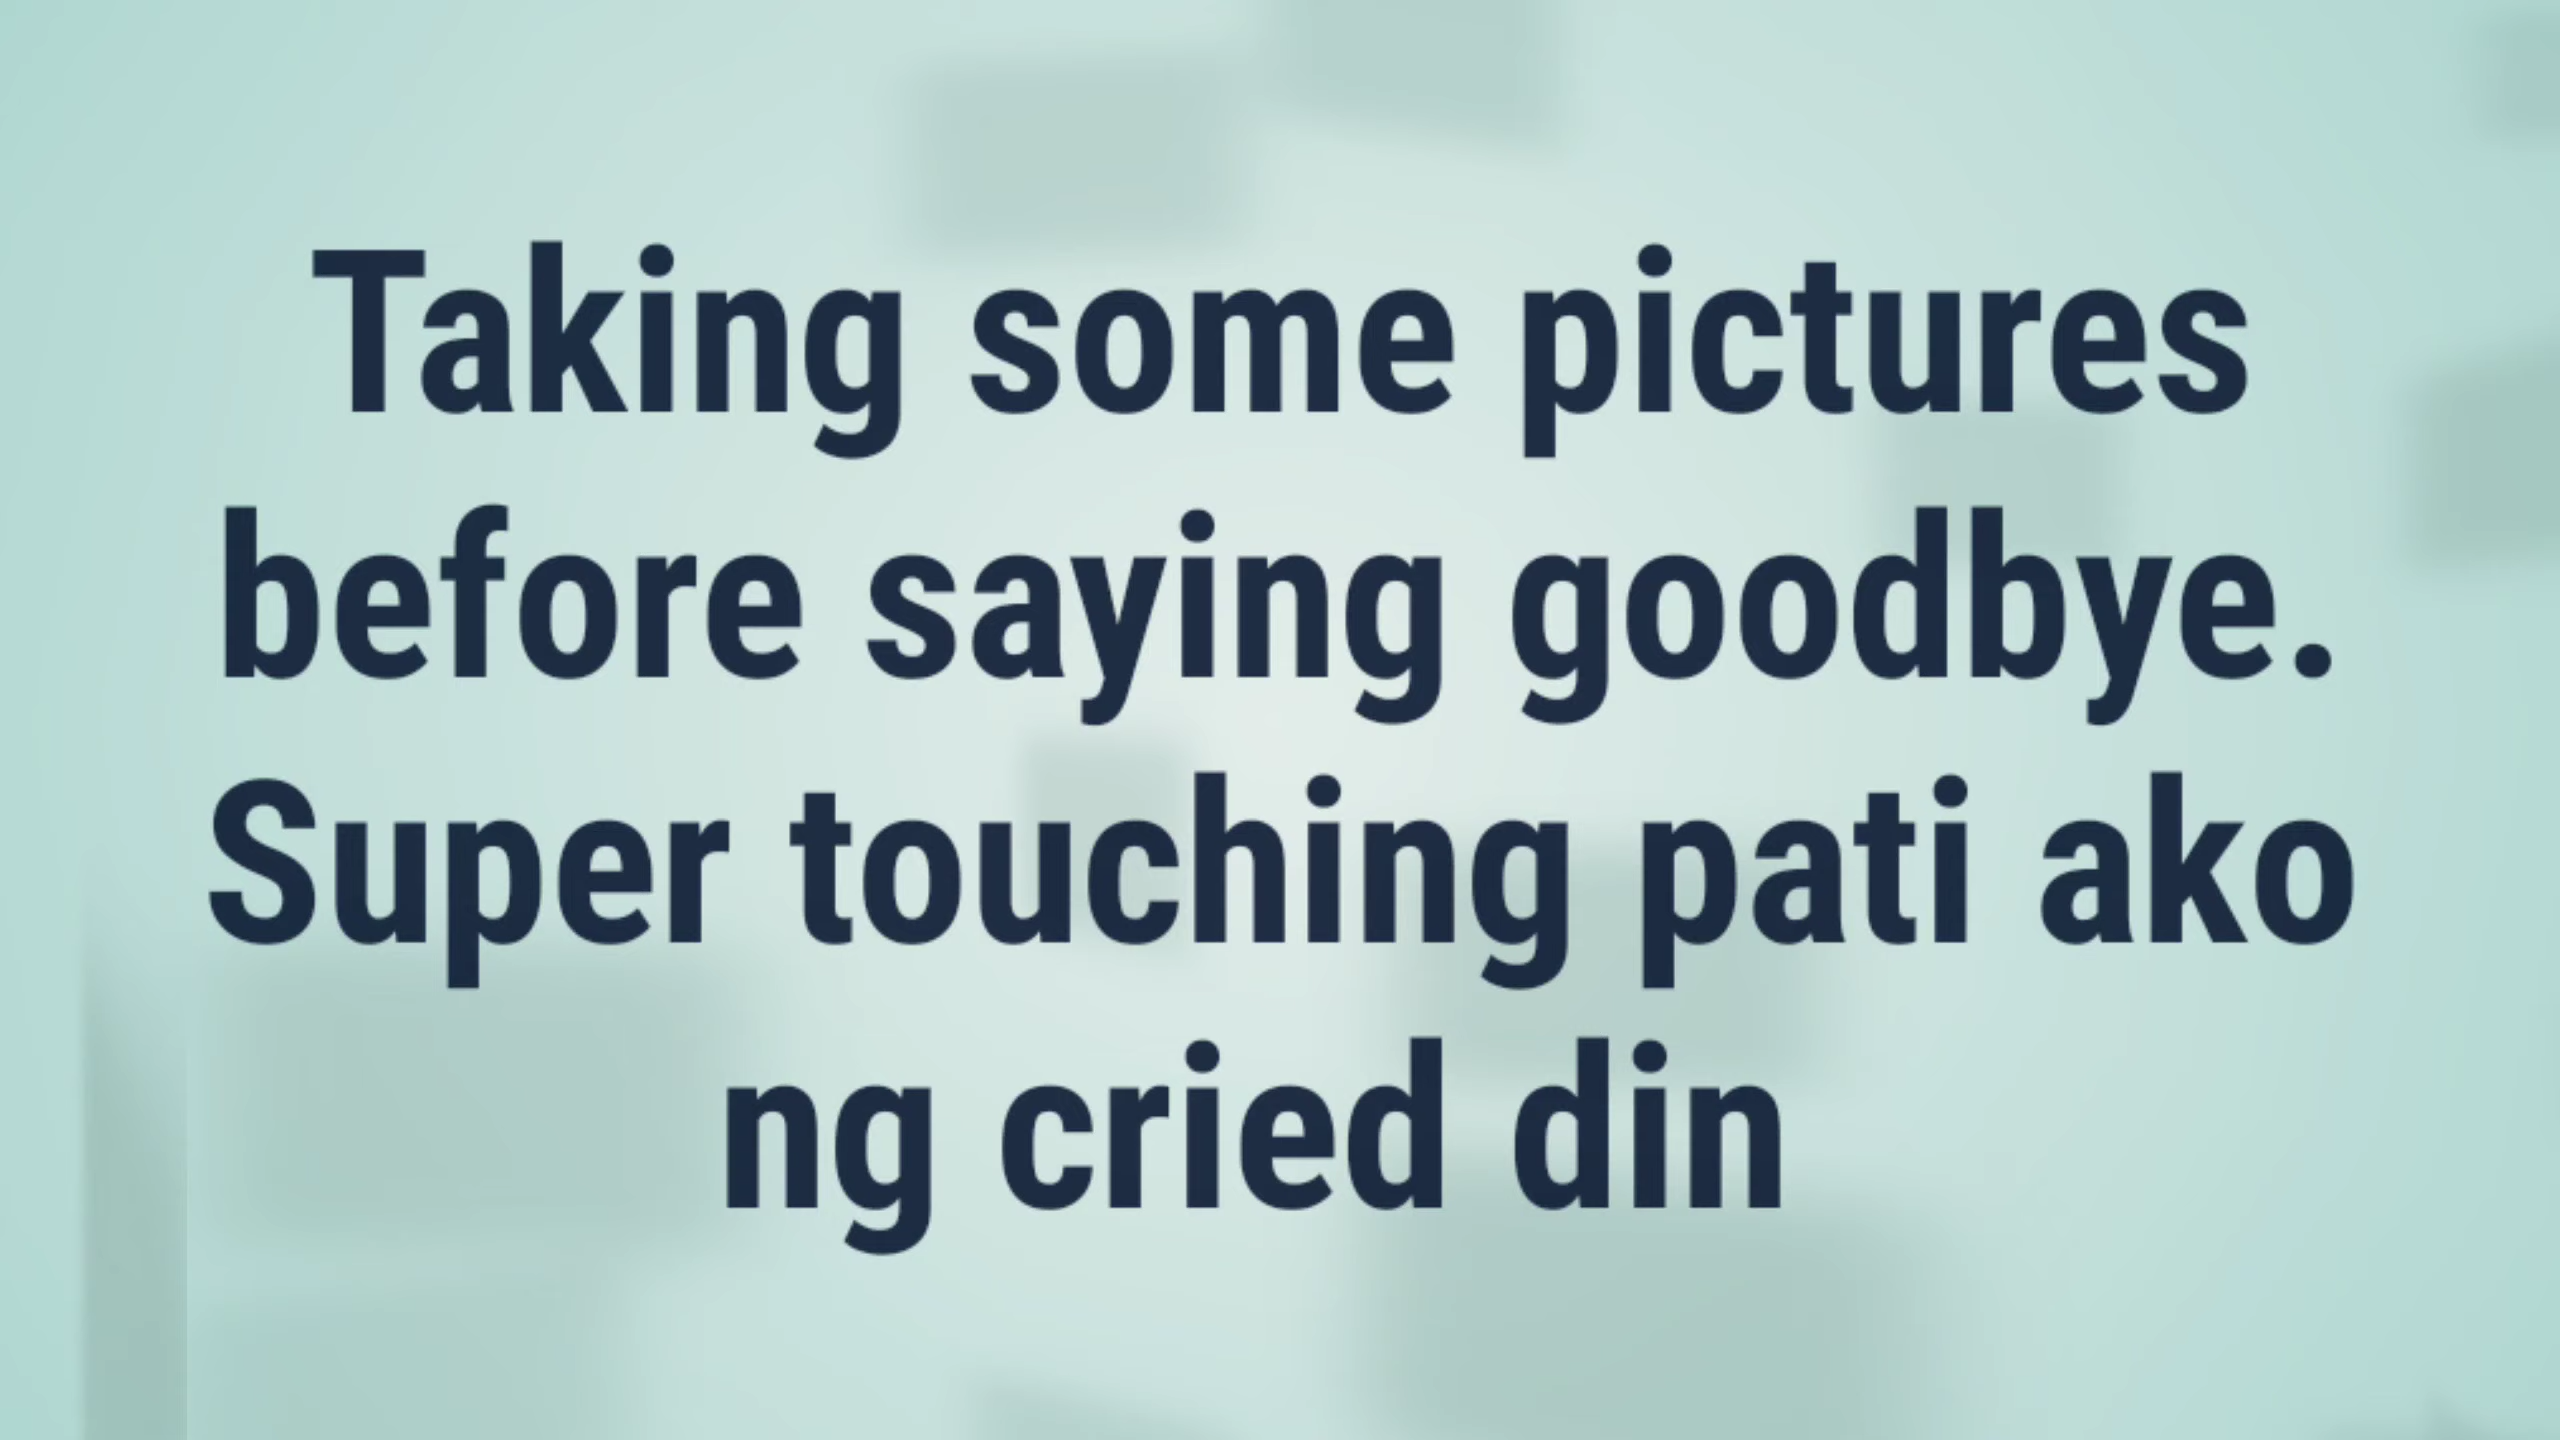 Taking some pictures
before saying goodbye.
Super touching pati ako
ng cried din